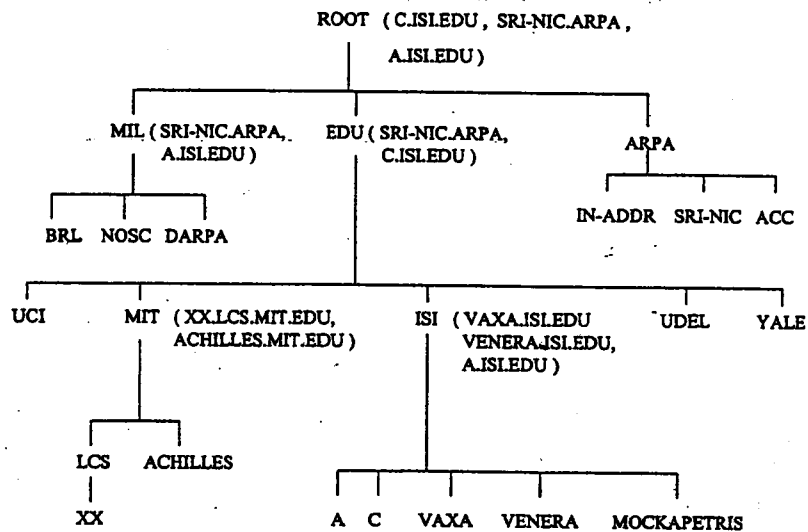 ROOT ( C.ISI.EDU , SRI-NIC.ARPA ,
A.ISI.EDU )
MIL ( SRI-NIC.ARPA, EDU ( SRI-NIC.ARPA, ARPA
A.ISI.EDU ) C.ISI.EDU )
IN-ADDR SRI-NIC ACC
BRL NOSC DARPA
UCI MIT ( XX.LCS.MIT.EDU, ISI ( VAXA.ISI.EDU UDEL YALE
ACHILLES.MIT.EDU ) VENERA.ISI.EDU,
A.ISI.EDU )
LCS ACHILLES
XX A C VAXA VENERA MOCKAPETRIS